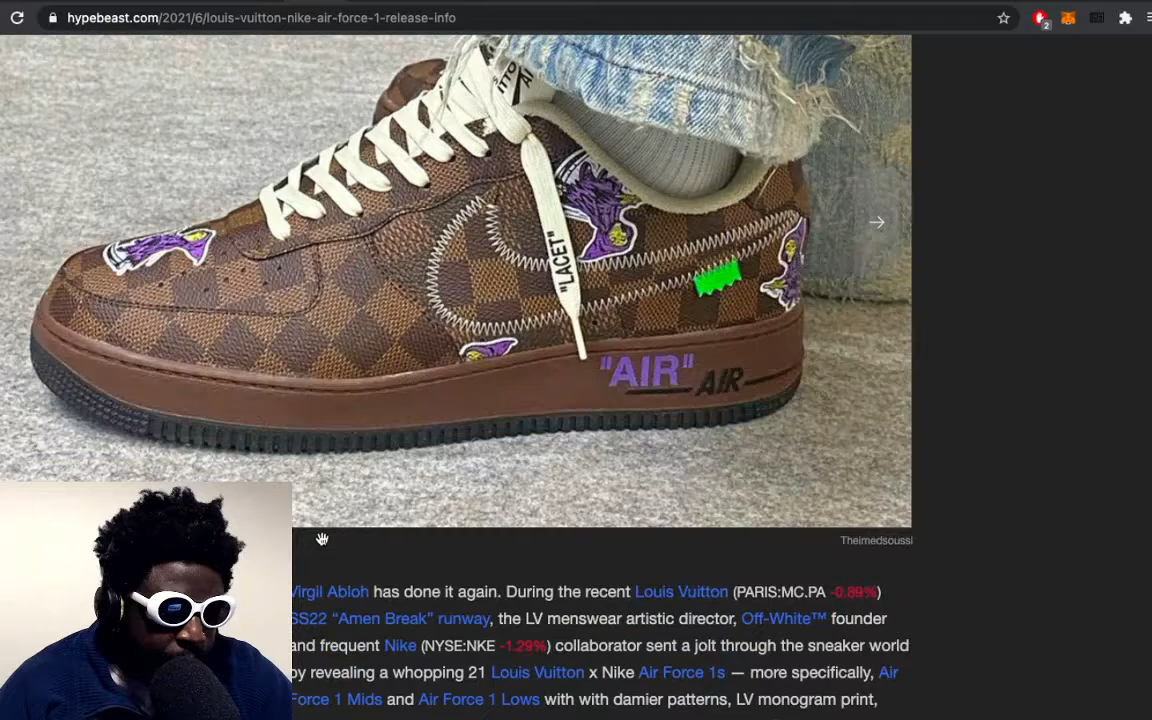 hypebeast.com/2021/6/louis-vuitton-nike-air-force-1-release-info
2
"LACET"
"AIR"
AIR
Theimedsoussi
Virgil Abloh has done it again. During the recent Louis Vuitton (PARIS:MC.PA -0.89%)
SS22 “Amen Break” runway, the LV menswear artistic director, Off-White™ founder
and frequent Nike (NYSE:NKE -1.29%) collaborator sent a jolt through the sneaker world
by revealing a whopping 21 Louis Vuitton x Nike Air Force 1s — more specifically, Air
Force 1 Mids and Air Force 1 Lows with with damier patterns, LV monogram print,